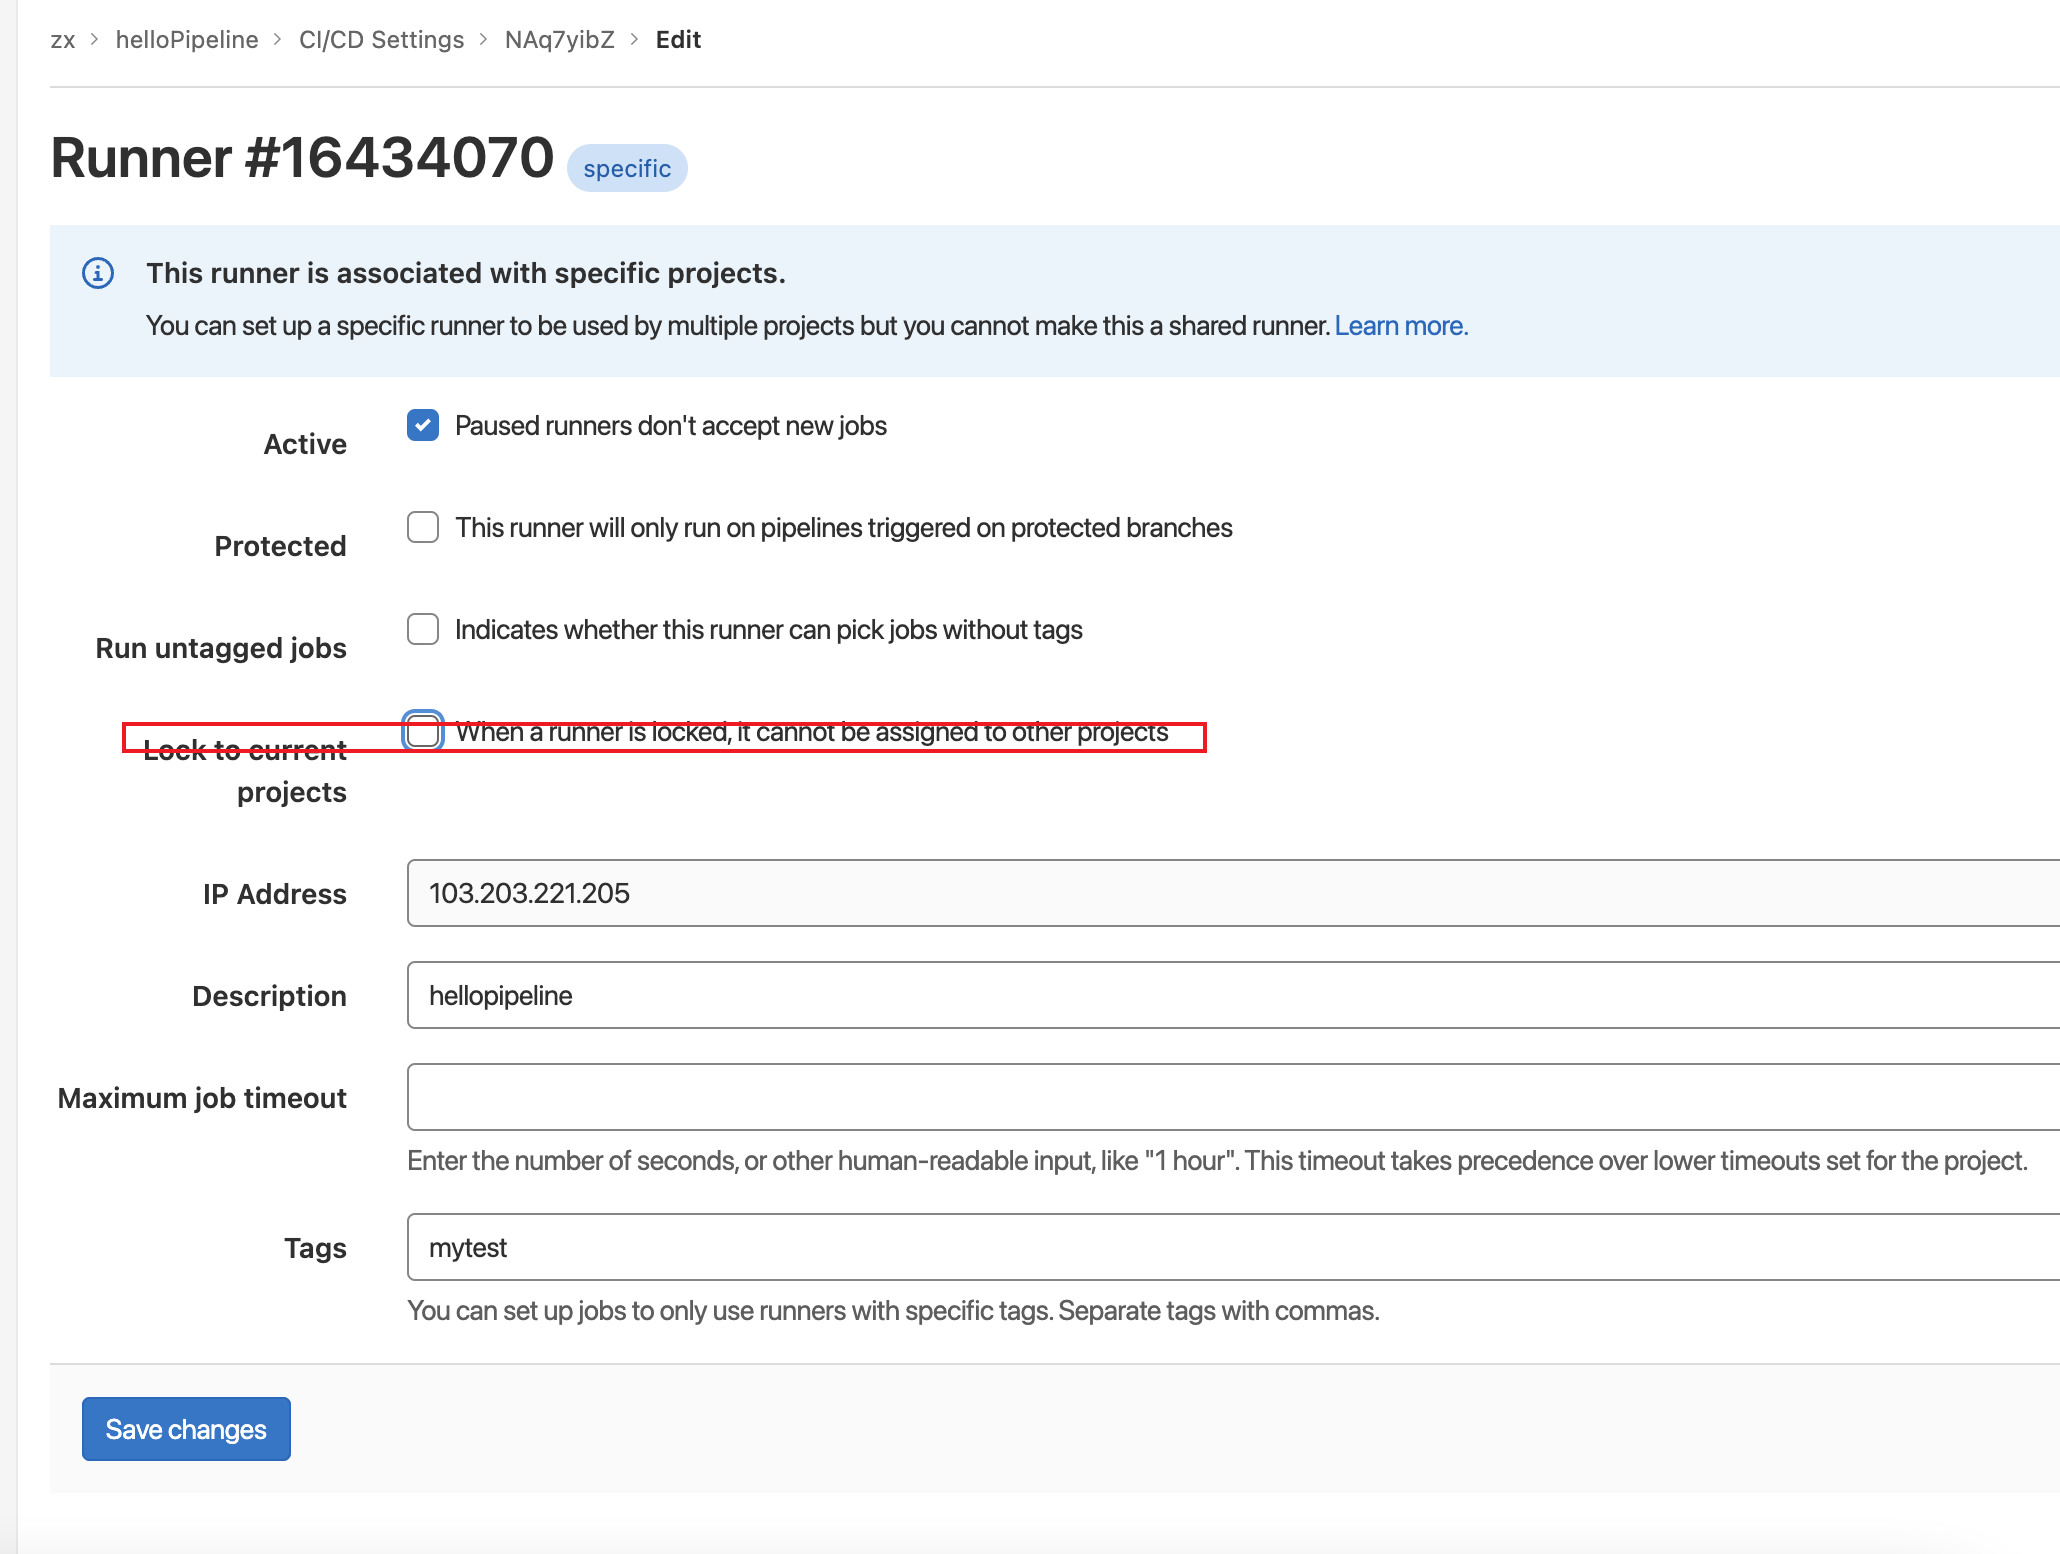 zx > helloPipeline > CI/CD Settings > NAq7yibZ > Edit
Runner #16434070 specific
This runner is associated with specific projects.
You can set up a specific runner to be used by multiple projects but you cannot make this a shared runner. Learn more.
Active Paused runners don't accept new jobs
Protected This runner will only run on pipelines triggered on protected branches
Run untagged jobs Indicates whether this runner can pick jobs without tags
Lock to current When a runner is locked, it cannot be assigned to other projects
projects
IP Address 103.203.221.205
Description hellopipeline
Maximum job timeout
Enter the number of seconds, or other human-readable input, like "1 hour". This timeout takes precedence over lower timeouts set for the project.
Tags mytest
You can set up jobs to only use runners with specific tags. Separate tags with commas.
Save changes